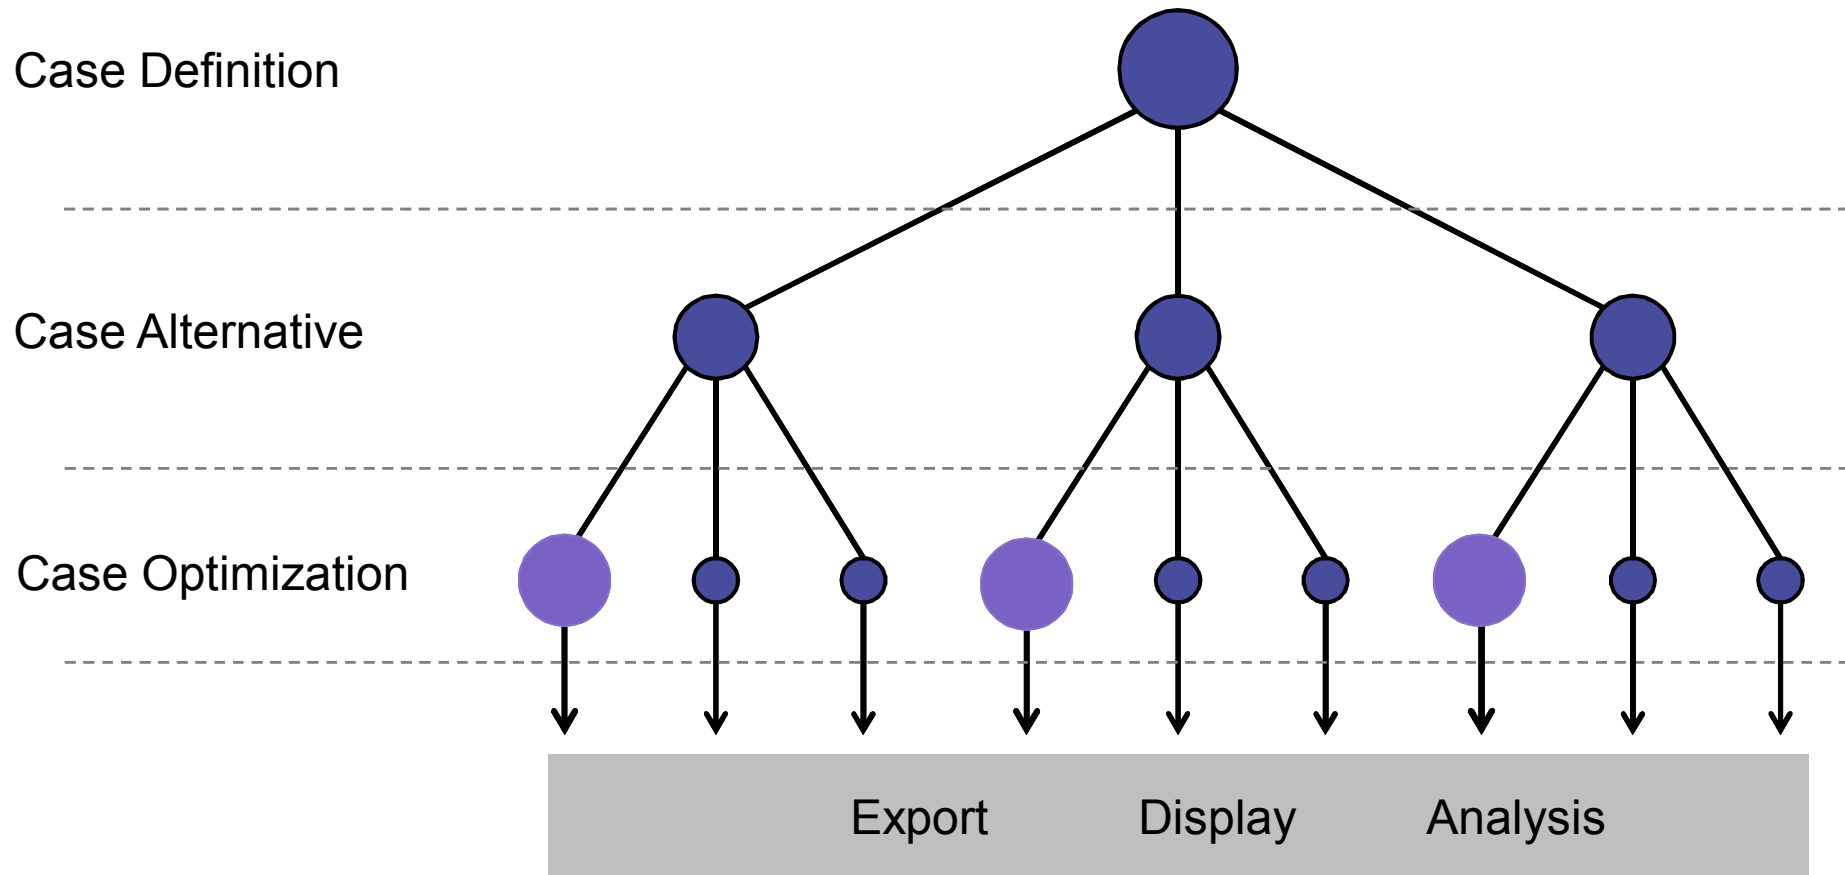 Case Definition
Case Alternative
Case Optimization
Export Display Analysis